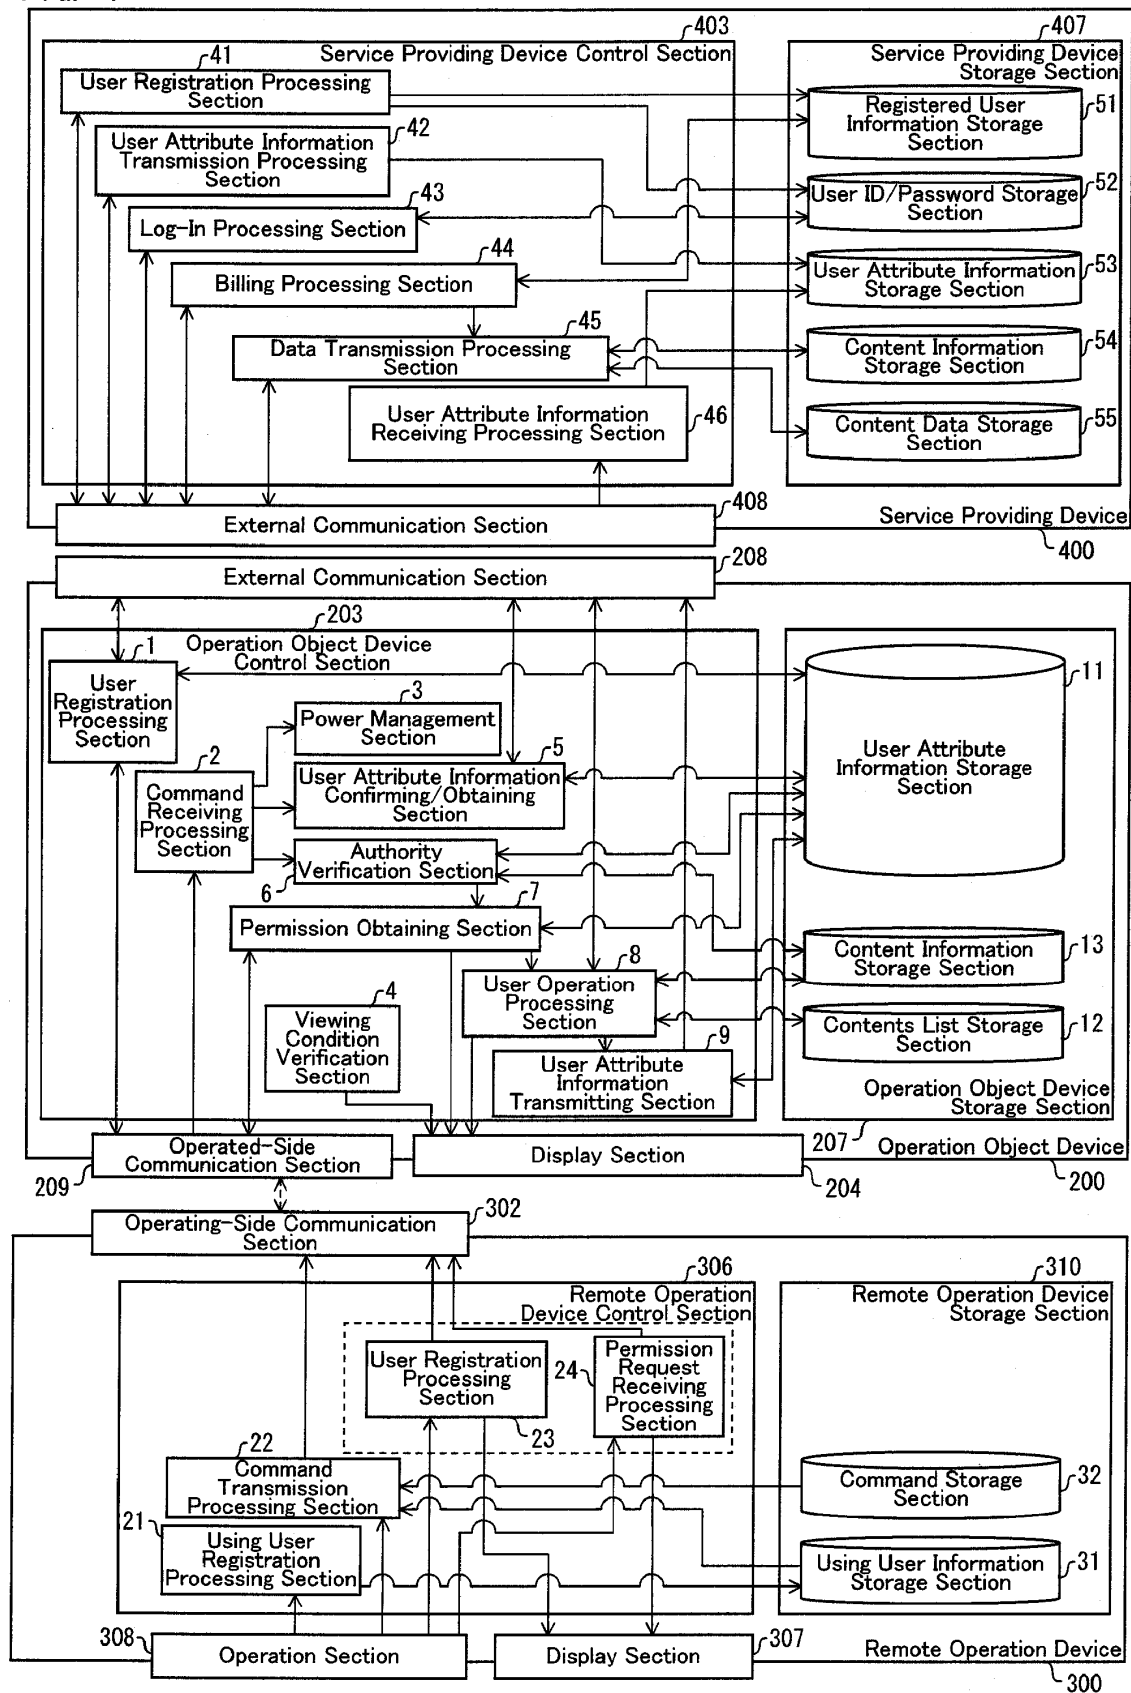 403
407
Service Providing Device Control Section
Service Providing Device
Storage Section
41
User Registration Processing
Section
Registered User
Information Storage
Section
51
42
User Attribute Information
Transmission Processing
Section
User ID/Password Storage
Section
52
43
Log-In Processing Section
44
Billing Processing Section
User Attribute Information
Storage Section
53
45
Data Transmission Processing
Section
Content Information
Storage Section
54
User Attribute Information
Receiving Processing Section
46
Content Data Storage
Section
55
External Communication Section
408
Service Providing Device
400
External Communication Section
208
203
Operation Object Device
Control Section
1
User
Registration
Processing
Section
11
User Attribute
Information Storage
Section
3
Power Management
Section
2
Command
Receiving
Processing
Section
5
User Attribute Information
Confirming/Obtaining
Section
Authority
Verification Section
6
7
Permission Obtaining Section
Content Information
Storage Section
13
8
User Operation
Processing
Section
4
Viewing
Condition
Verification
Section
Contents List Storage
Section
12
9
User Attribute
Information
Transmitting Section
Operation Object Device
Storage Section
207
Operation Object Device
200
Operated-Side
Communication Section
209
Display Section
204
Operating-Side Communication
Section
302
306
310
Remote Operation
Device Control Section
Remote Operation Device
Storage Section
User Registration
Processing
Section
23
24
Permission
Request
Receiving
Processing
Section
22
Command
Transmission
Processing Section
Command Storage
Section
32
21
Using User
Registration
Processing Section
Using User Information
Storage Section
31
308
Operation Section
Display Section
307
Remote Operation Device
300